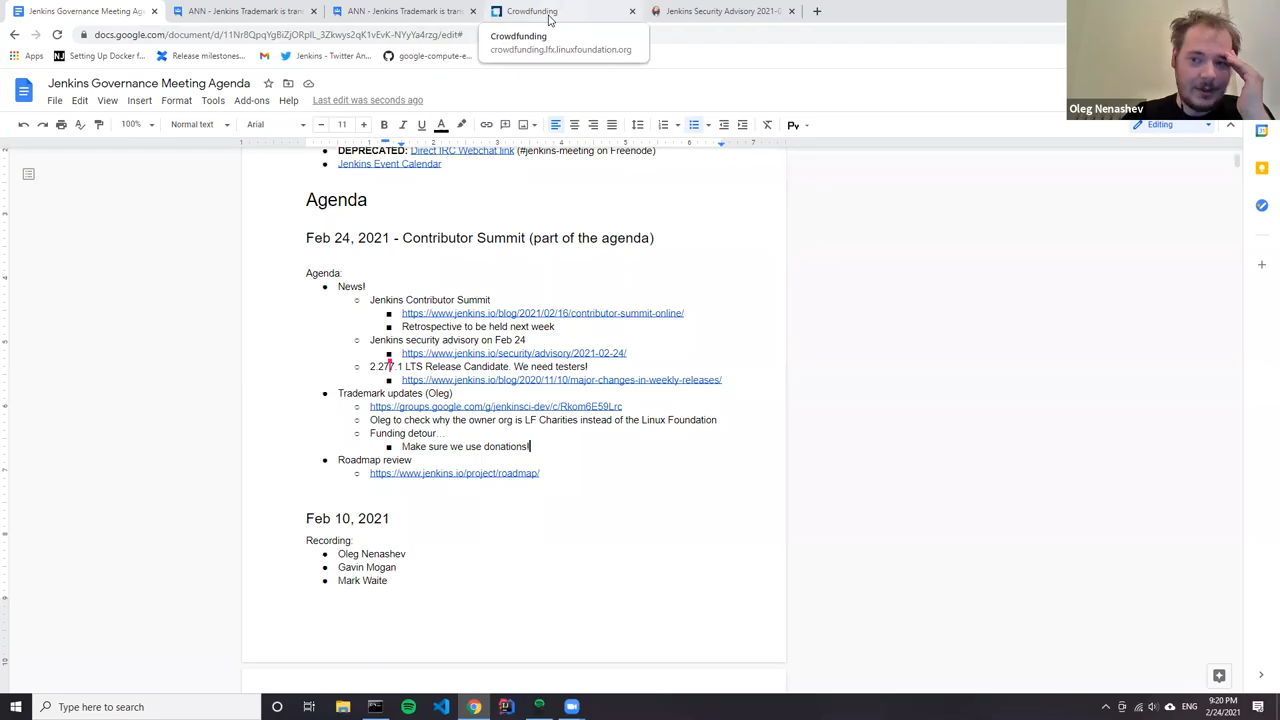 Jenkins Governance Meeting Ag
ANN - Jenkins Trademark is tran
ANN - Jenkins Trademark is tran
Crowdfunding
Jenkins Security Advisory 2021-0
docs.google.com/document/d/11Nr8QpqYgBiZjORpIL_3Zkwys2qK1vEvK-NYyYa4rzg/edit#
Crowdfunding
crowdfunding.lfx.linuxfoundation.org
Apps
Setting Up Docker f...
Release milestones...
Jenkins - Twitter An...
google-compute-e...
Oleg Nenashev
Jenkins Governance Meeting Agenda
File Edit View Insert Format Tools Add-ons Help Last edit was seconds ago
100% Normal text Arial 11 Editing
DEPRECATED: Direct IRC Webchat link (#jenkins-meeting on Freenode)
Jenkins Event Calendar
Agenda
Feb 24, 2021 - Contributor Summit (part of the agenda)
Agenda:
News!
Jenkins Contributor Summit
https://www.jenkins.io/blog/2021/02/16/contributor-summit-online/
Retrospective to be held next week
Jenkins security advisory on Feb 24
https://www.jenkins.io/security/advisory/2021-02-24/
2.277.1 LTS Release Candidate. We need testers!
https://www.jenkins.io/blog/2020/11/10/major-changes-in-weekly-releases/
Trademark updates (Oleg)
https://groups.google.com/g/jenkinsci-dev/c/Rkom6E59Lrc
Oleg to check why the owner org is LF Charities instead of the Linux Foundation
Funding detour…
Make sure we use donations!
Roadmap review
https://www.jenkins.io/project/roadmap/
Feb 10, 2021
Recording:
Oleg Nenashev
Gavin Mogan
Mark Waite
Type here to search
ENG
9:20 PM
2/24/2021